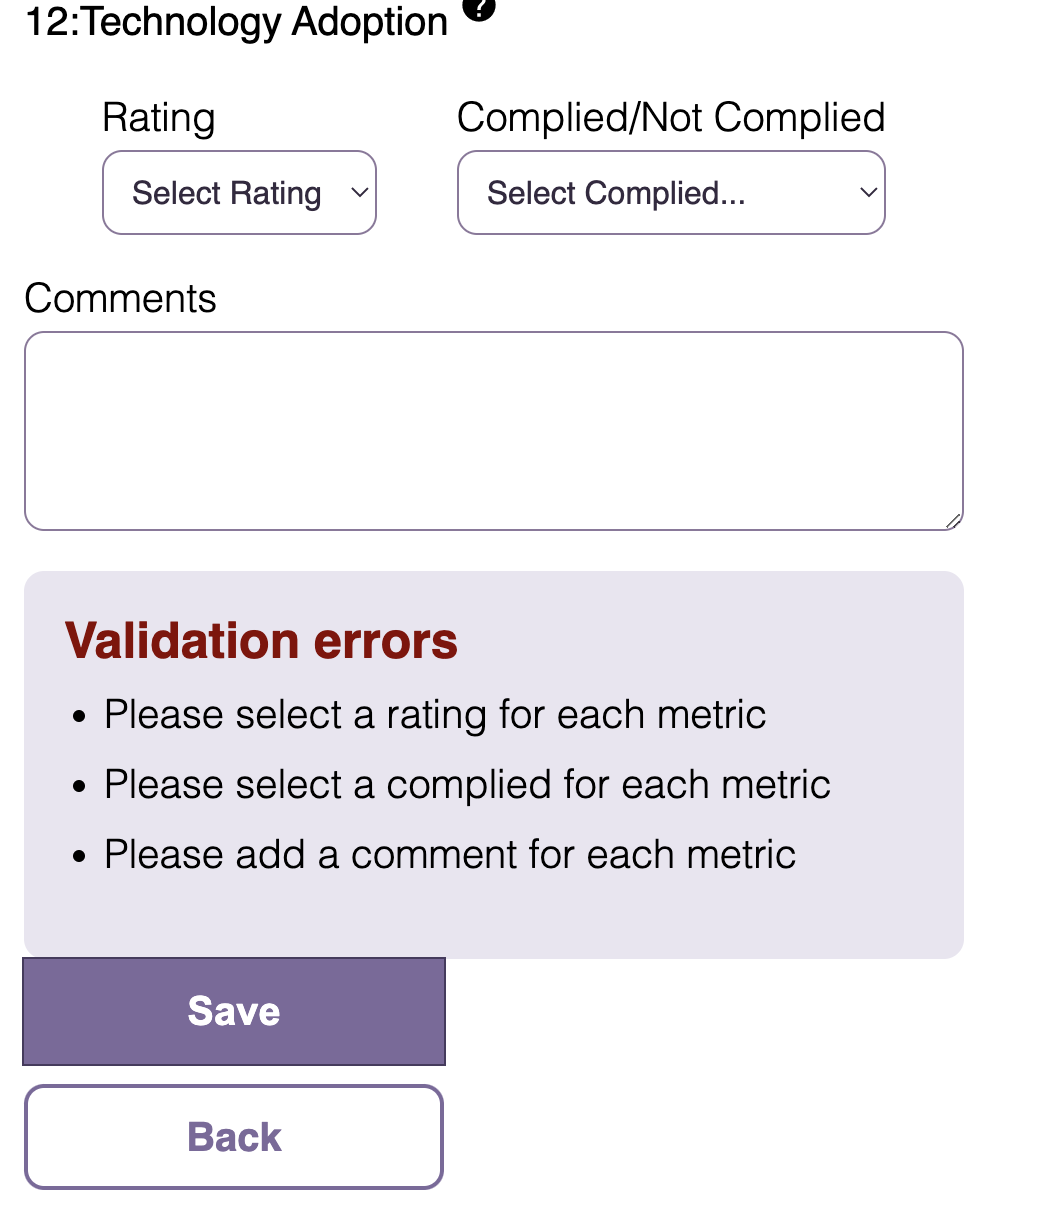 12:Technology Adoption ?
Rating Complied/Not Complied
Select Rating Select Complied...
Comments
Validation errors
• Please select a rating for each metric
• Please select a complied for each metric
• Please add a comment for each metric
Save
Back